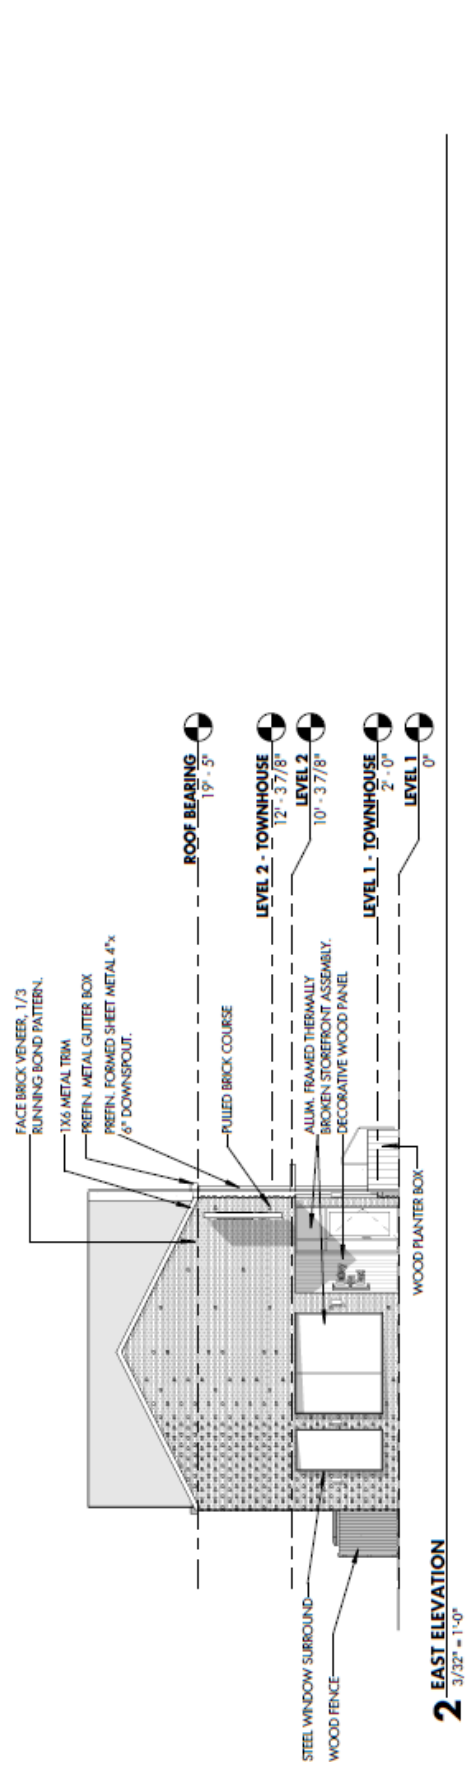 FACE BRICK VENEER, 1/3
RUNNING BOND PATTERN.
1X6 METAL TRIM
PREFIN. METAL GUTTER BOX
PREFIN. FORMED SHEET METAL 4"x
6" DOWNSPOUT.
PULLED BRICK COURSE
ALUM. FRAMED THERMALLY
BROKEN STOREFRONT ASSEMBLY.
DECORATIVE WOOD PANEL
ROOF BEARING
19' - 5"
LEVEL 2 - TOWNHOUSE
12' - 3 7/8"
LEVEL 2
10' - 3 7/8"
LEVEL 1 - TOWNHOUSE
2' - 0"
LEVEL 1
0"
WOOD PLANTER BOX
STEEL WINDOW SURROUND
WOOD FENCE
2 EAST ELEVATION
3/32" = 1'-0"